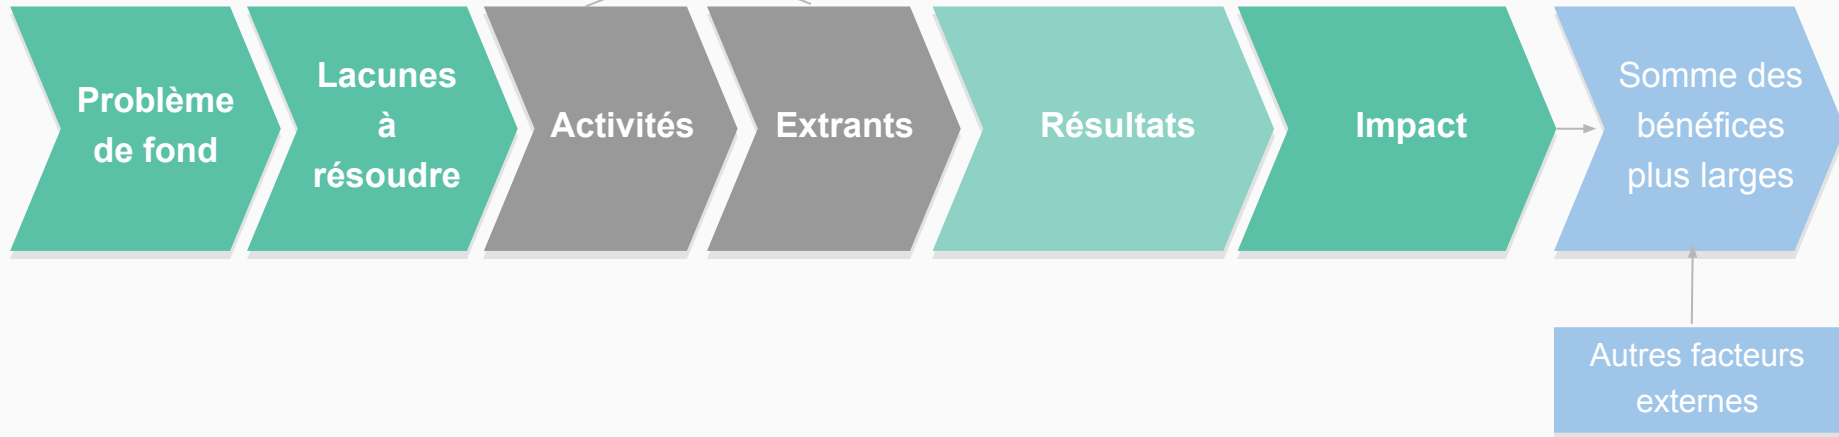 Problème
de fond
Lacunes
à
résoudre
Activités
Extrants
Résultats
Impact
Somme des
bénéfices
plus larges
Autres facteurs
externes